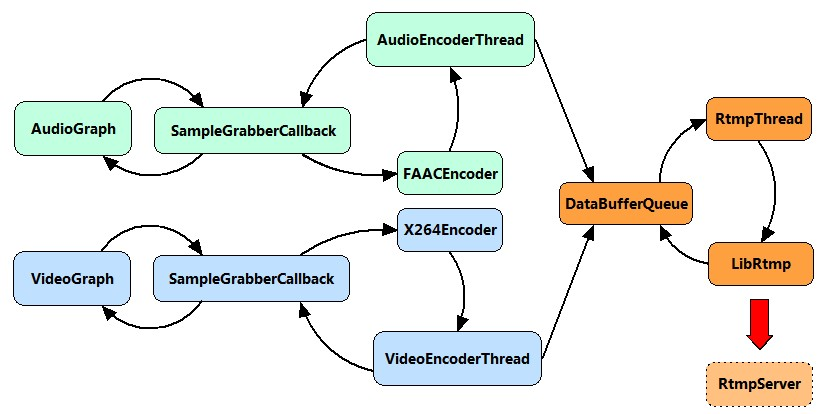 AudioEncoderThread
AudioGraph
SampleGrabberCallback
RtmpThread
FAACEncoder
DataBufferQueue
X264Encoder
VideoGraph
SampleGrabberCallback
LibRtmp
VideoEncoderThread
RtmpServer